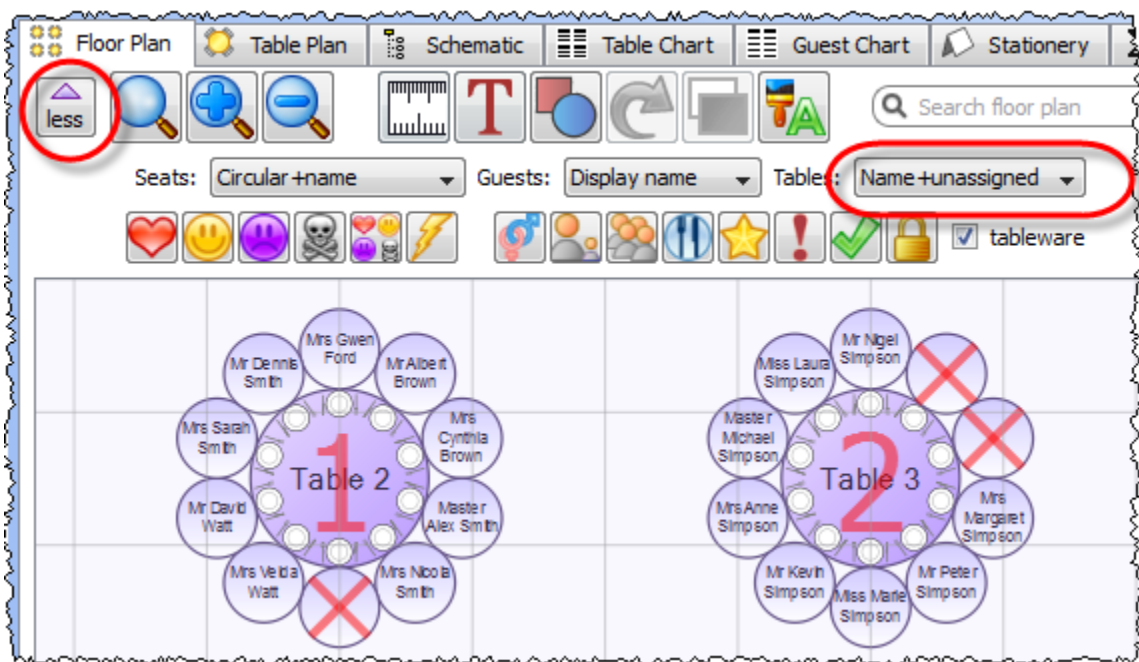 Floor Plan Table Plan Schematic Table Chart Guest Chart Stationery
less T A Search floor plan
Seats: Circular+name Guests: Display name Tables: Name+unassigned
tableware
Mrs Gwen
Ford
Mr Dennis
Smith
Mr Albert
Brown
Mrs Sarah
Smith
Mrs
Cynthia
Brown
Table 2
1
Mr David
Watt
Master
Alex Smith
Mrs Velda
Watt
Mrs Nicola
Smith
Mr Nigel
Simpson
Miss Laura
Simpson
Master
Michael
Simpson
Table 3
2
Mrs Anne
Simpson
Mrs
Margaret
Simpson
Mr Kevin
Simpson
Mr Peter
Simpson
Miss Marie
Simpson